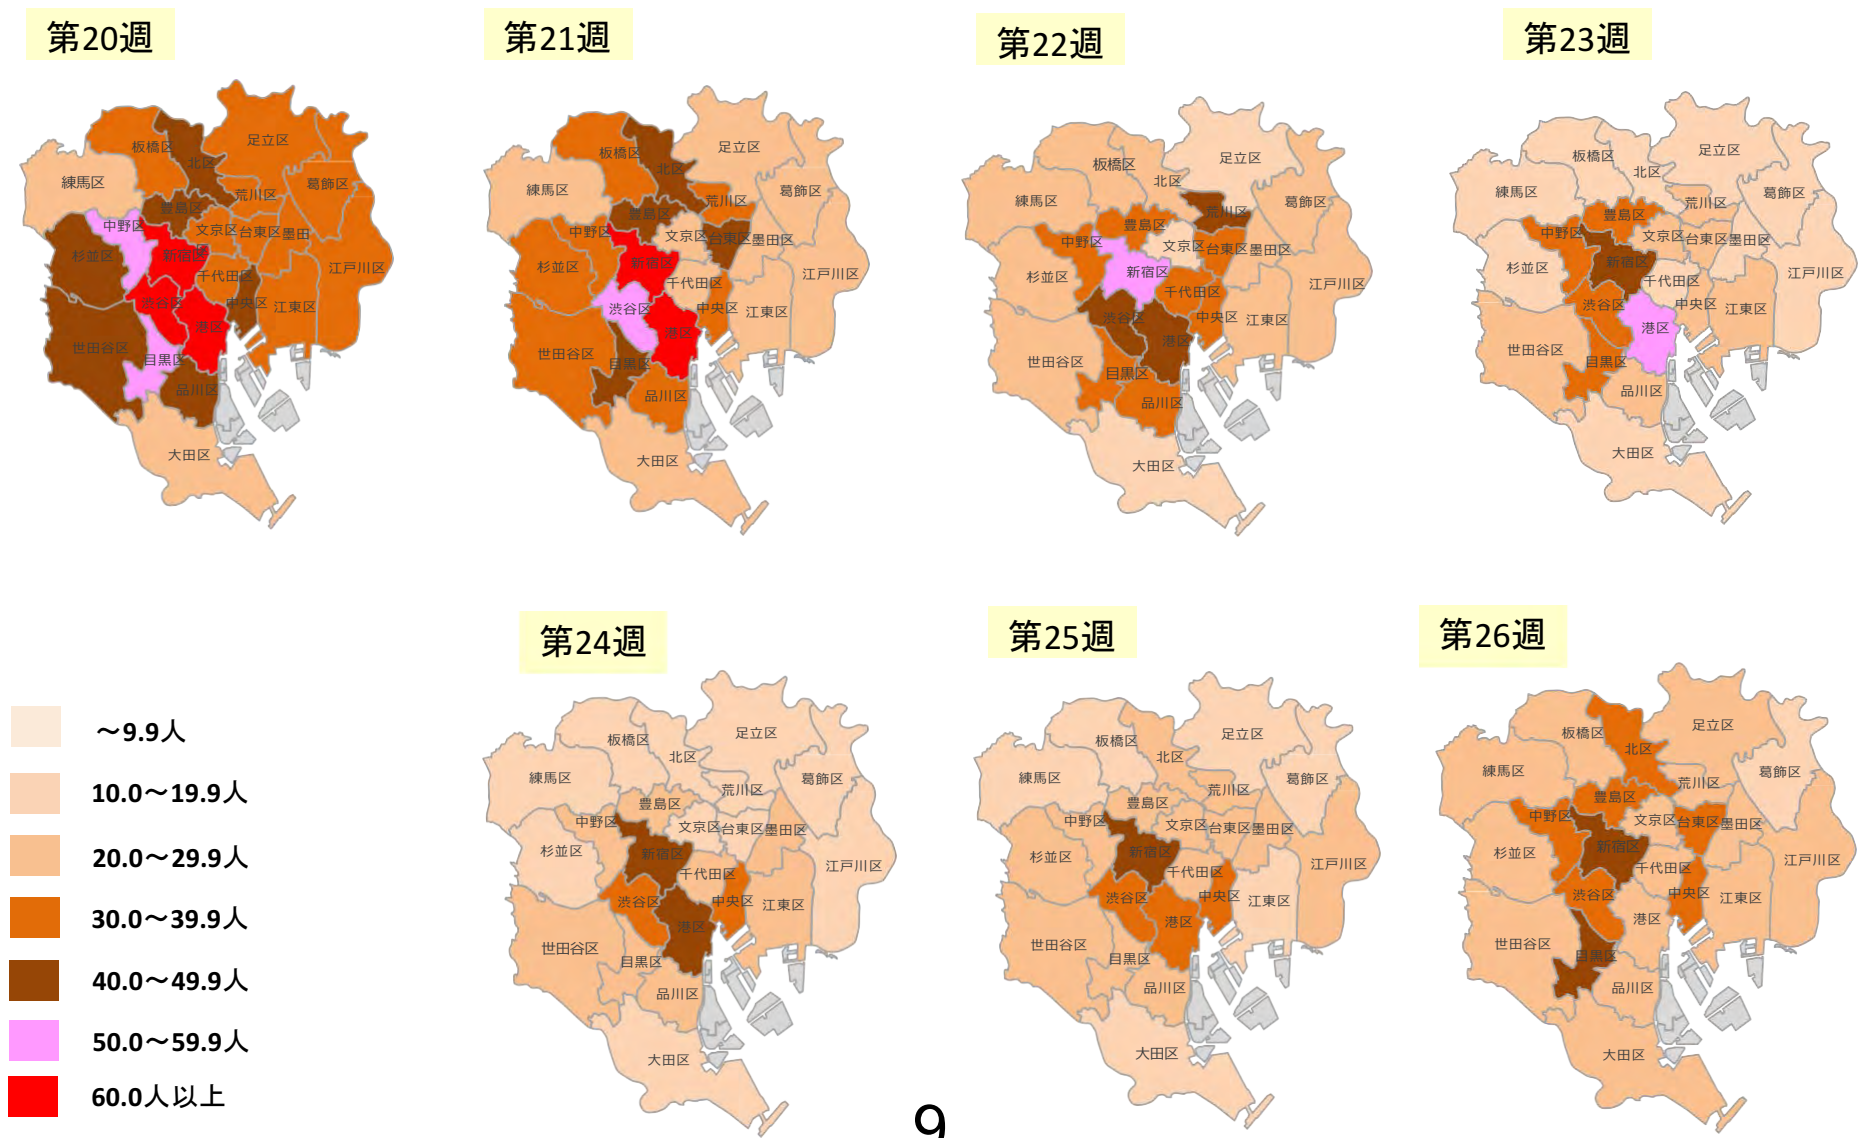 第20週
板橋区
足立区
北区
練馬区
葛飾区
荒川区
豊島区
中野区
文京区
台東区
墨田
杉並区
新宿区
千代田区
江戸川区
渋谷区
中央区
江東区
港区
世田谷区
目黒区
品川区
大田区
第21週
足立区
板橋区
北区
練馬区
葛飾区
荒川区
豊島区
中野区
文京区
台東区
墨田区
杉並区
新宿区
江戸川区
千代田区
渋谷区
中央区
江東区
港区
世田谷区
目黒区
品川区
大田区
第22週
足立区
板橋区
北区
練馬区
葛飾区
荒川区
豊島区
中野区
文京区
台東区
墨田区
杉並区
新宿区
江戸川区
千代田区
渋谷区
中央区
江東区
港区
世田谷区
目黒区
品川区
大田区
第23週
足立区
板橋区
北区
練馬区
葛飾区
荒川区
豊島区
中野区
文京区
台東区
墨田区
杉並区
新宿区
江戸川区
千代田区
渋谷区
中央区
江東区
港区
世田谷区
目黒区
品川区
大田区
~9.9人
10.0~19.9人
20.0~29.9人
30.0~39.9人
40.0~49.9人
50.0~59.9人
60.0人以上
第24週
足立区
板橋区
北区
練馬区
葛飾区
荒川区
豊島区
中野区
文京区
台東区
墨田区
杉並区
新宿区
江戸川区
千代田区
渋谷区
中央区
江東区
港区
世田谷区
目黒区
品川区
大田区
第25週
足立区
板橋区
北区
練馬区
葛飾区
荒川区
豊島区
中野区
文京区
台東区
墨田区
杉並区
新宿区
江戸川区
千代田区
渋谷区
中央区
江東区
港区
世田谷区
目黒区
品川区
大田区
第26週
足立区
板橋区
北区
練馬区
葛飾区
荒川区
豊島区
中野区
文京区
台東区
墨田区
杉並区
新宿区
江戸川区
千代田区
渋谷区
中央区
江東区
港区
世田谷区
目黒区
品川区
大田区
9